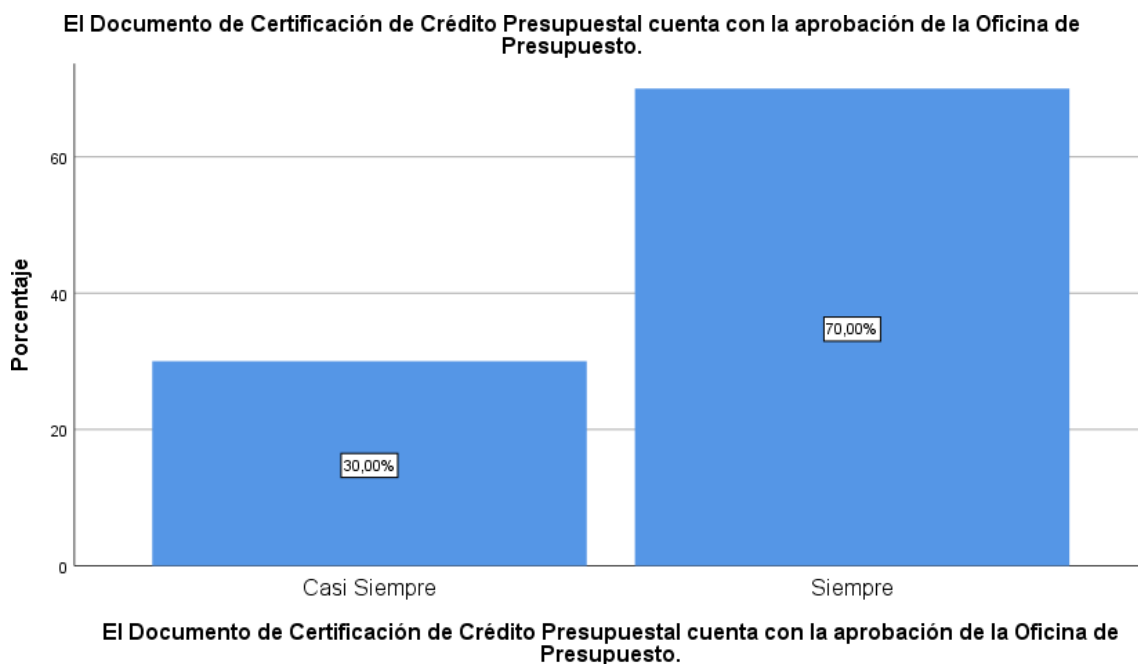 El Documento de Certificación de Crédito Presupuestal cuenta con la aprobación de la Oficina de
Presupuesto.
Porcentaje
60
40
20
0
30,00%
70,00%
Casi Siempre
Siempre
El Documento de Certificación de Crédito Presupuestal cuenta con la aprobación de la Oficina de
Presupuesto.